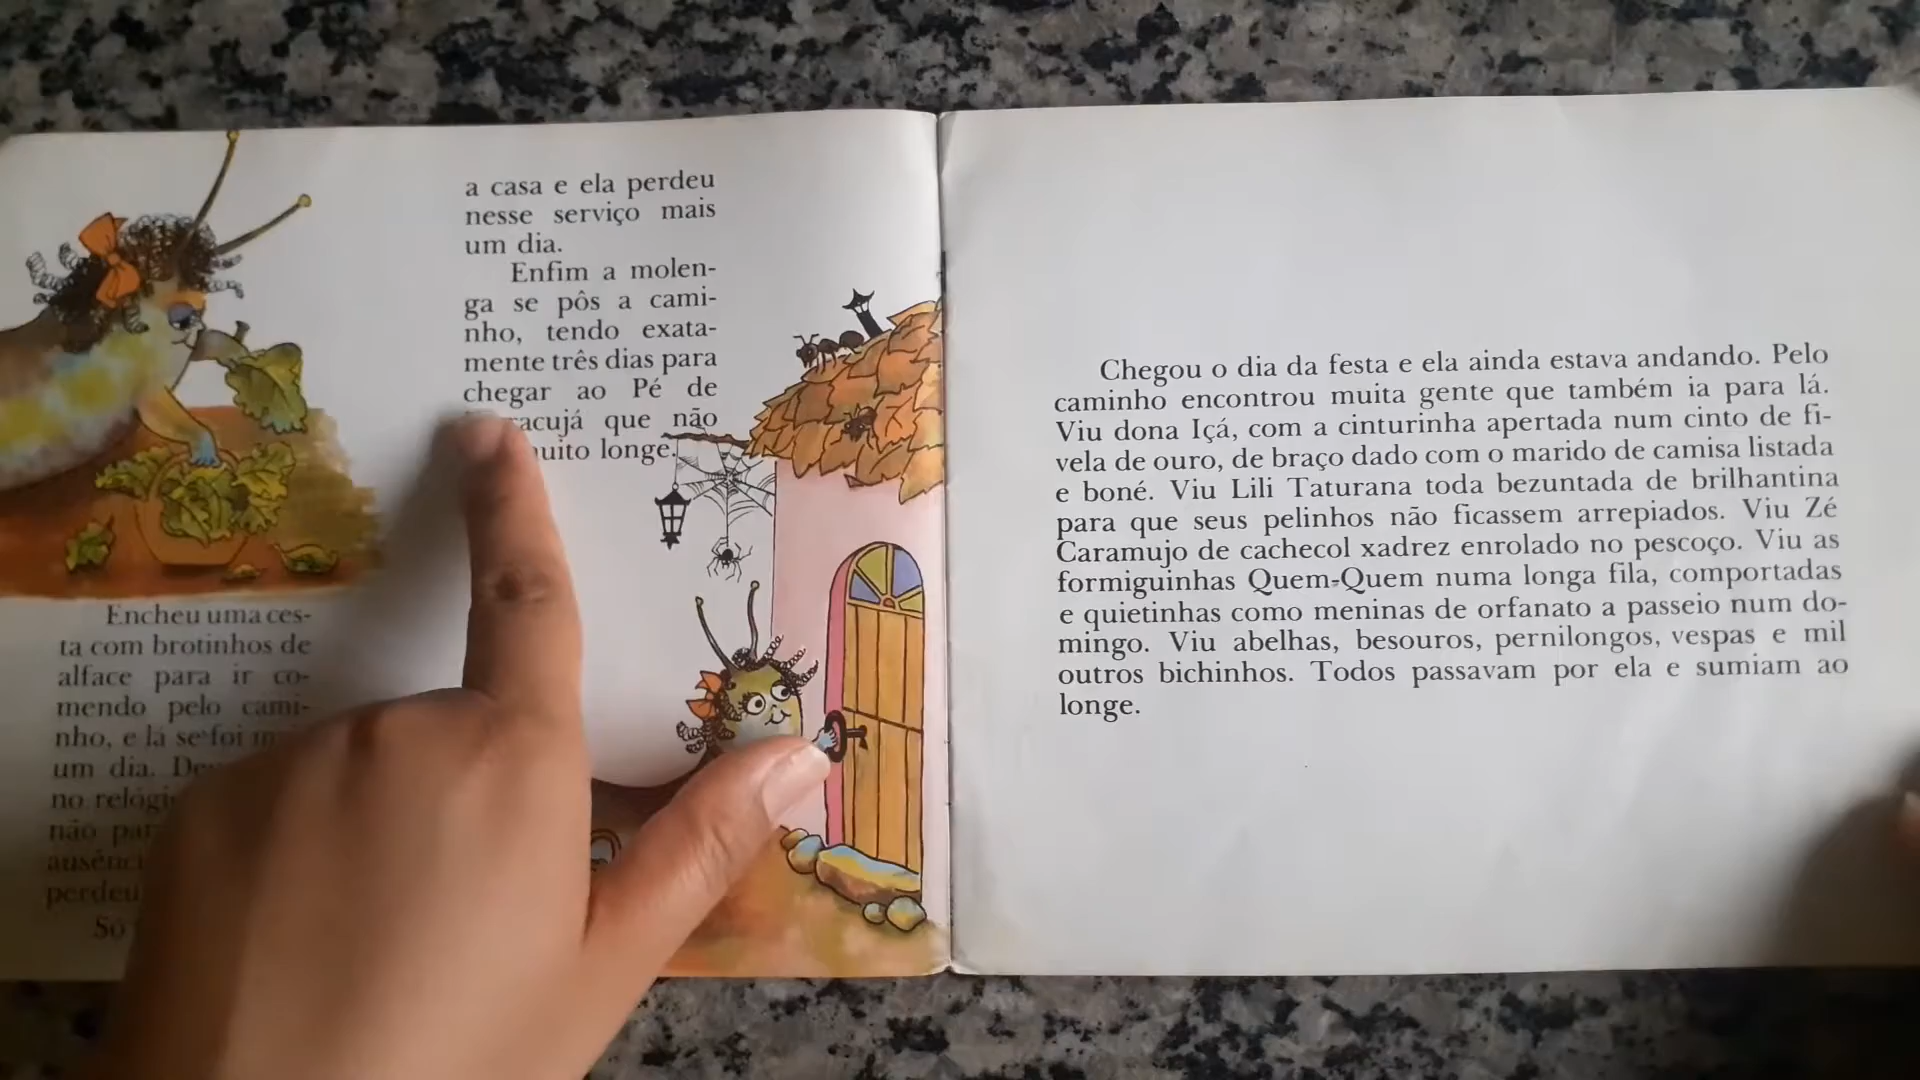 Encheu uma ces-
ta com brotinhos de
alface para ir co-
mendo pelo cami-
nho, e lá se foi
um dia.
no
não
perdeu
Só
a casa e ela perdeu
nesse serviço mais
um dia.
Enfim a molen-
ga se pôs a cami-
nho, tendo exata-
mente três dias para
chegar ao Pé de
que não
longe.
Chegou o dia da festa e ela ainda estava andando. Pelo
caminho encontrou muita gente que também ia para lá.
Viu dona Içá, com a cinturinha apertada num cinto de fi-
vela de ouro, de braço dado com o marido de camisa listada
e boné. Viu Lili Taturana toda bezuntada de brilhantina
para que seus pelinhos não ficassem arrepiados. Viu Zé
Caramujo de cachecol xadrez enrolado no pescoço. Viu as
formiguinhas Quem-Quem numa longa fila, comportadas
e quietinhas como meninas de orfanato a passeio num do-
mingo. Viu abelhas, besouros, pernilongos, vespas e mil
outros bichinhos. Todos passavam por ela e sumiam ao
longe.